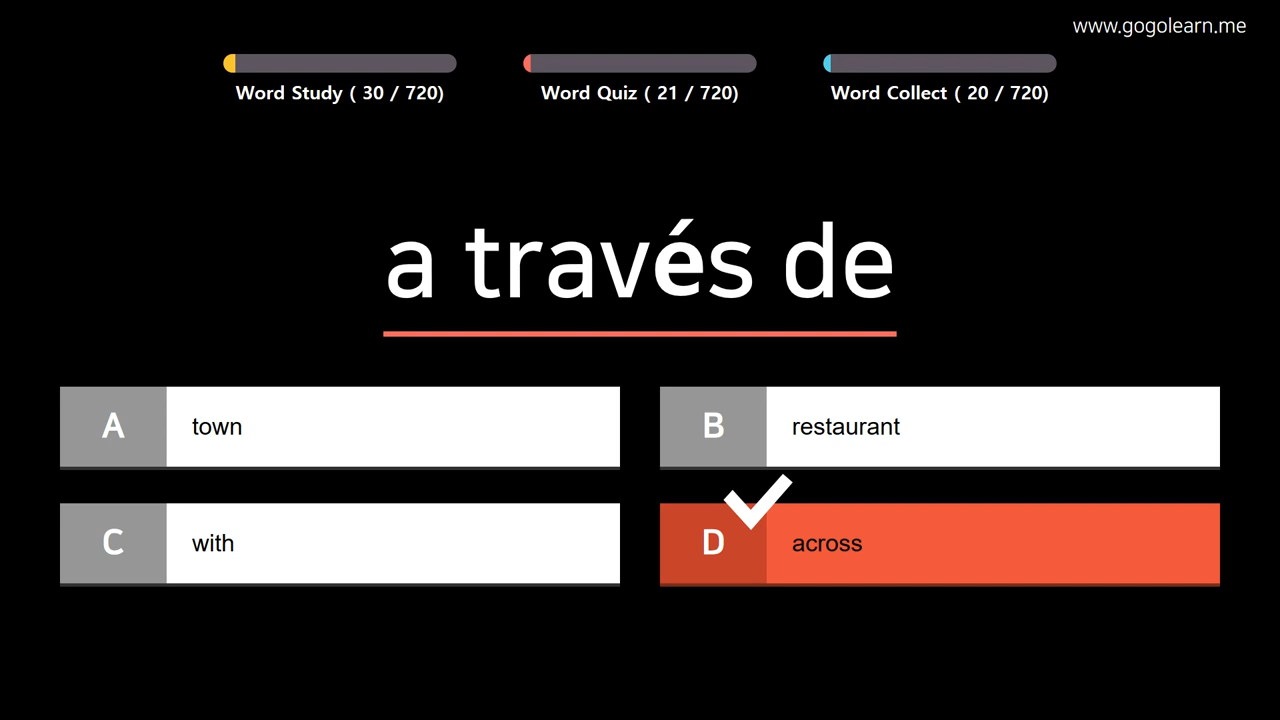 www.gogolearn.me
Word Study ( 30 / 720)
Word Quiz ( 21 / 720)
Word Collect ( 20 / 720)
a través de
A town
B restaurant
C with
D across